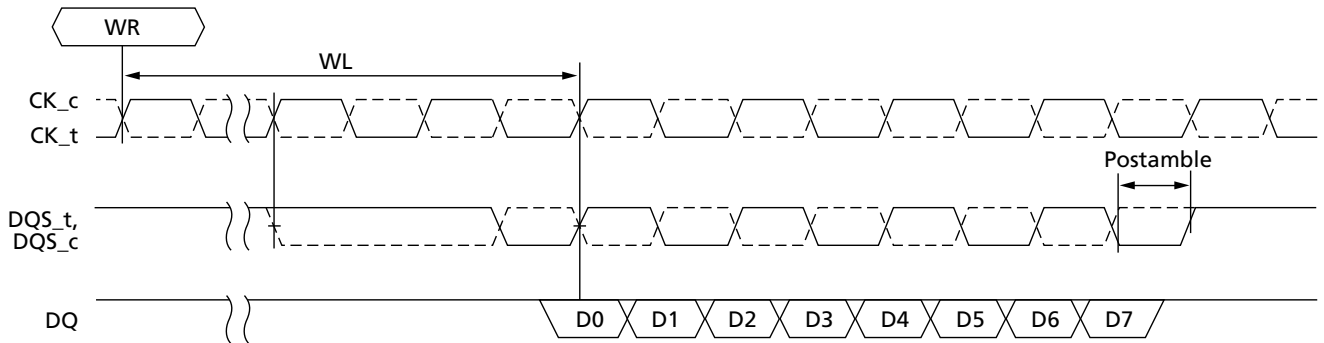 WR
WL
CK_c
CK_t
Postamble
DQS_t,
DQS_c
DQ
D0 D1 D2 D3 D4 D5 D6 D7